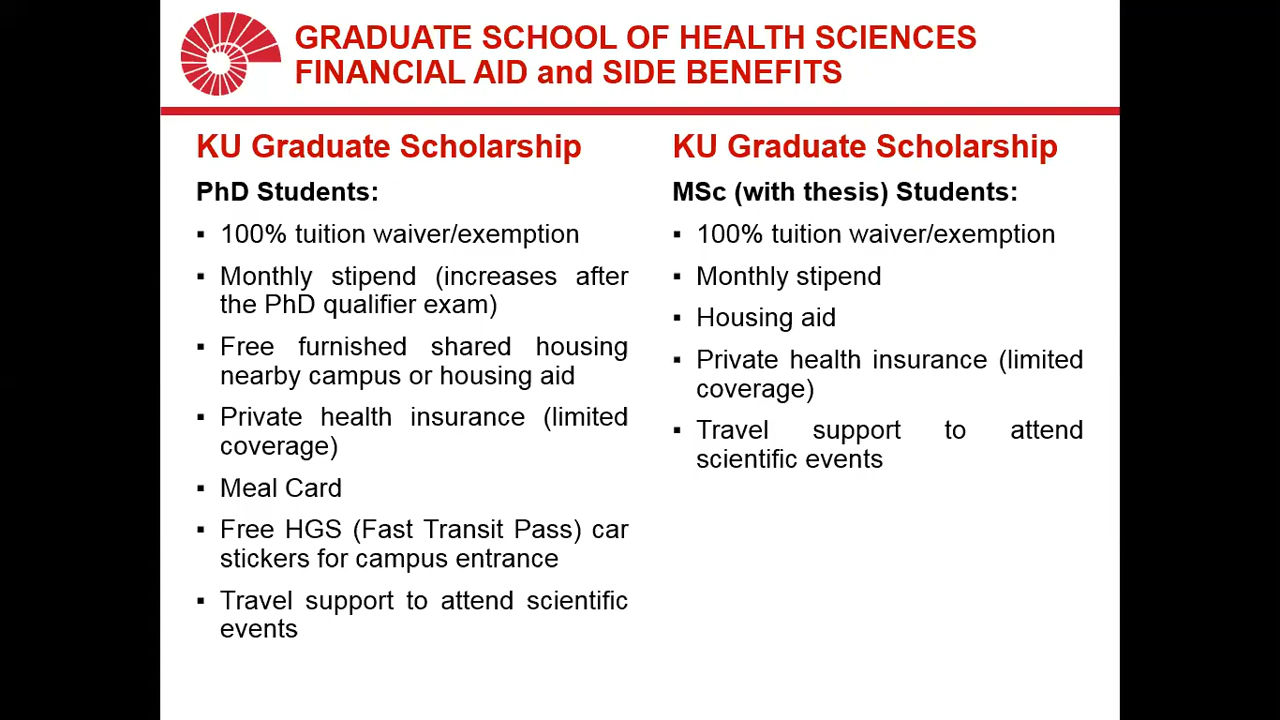 GRADUATE SCHOOL OF HEALTH SCIENCES
FINANCIAL AID and SIDE BENEFITS
KU Graduate Scholarship
PhD Students:
▪ 100% tuition waiver/exemption
▪ Monthly stipend (increases after
the PhD qualifier exam)
▪ Free furnished shared housing
nearby campus or housing aid
▪ Private health insurance (limited
coverage)
▪ Meal Card
▪ Free HGS (Fast Transit Pass) car
stickers for campus entrance
▪ Travel support to attend scientific
events
KU Graduate Scholarship
MSc (with thesis) Students:
▪ 100% tuition waiver/exemption
▪ Monthly stipend
▪ Housing aid
▪ Private health insurance (limited
coverage)
▪ Travel support to attend
scientific events